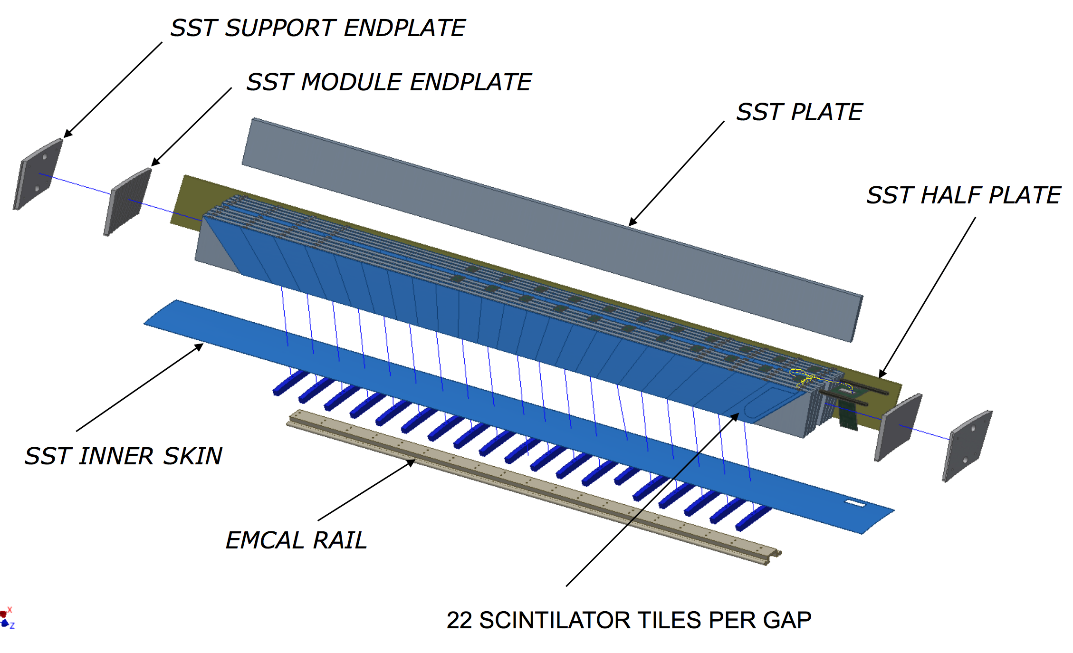 SST SUPPORT ENDPLATE
SST MODULE ENDPLATE
SST PLATE
SST HALF PLATE
SST INNER SKIN
EMCAL RAIL
22 SCINTILATOR TILES PER GAP
X
Z